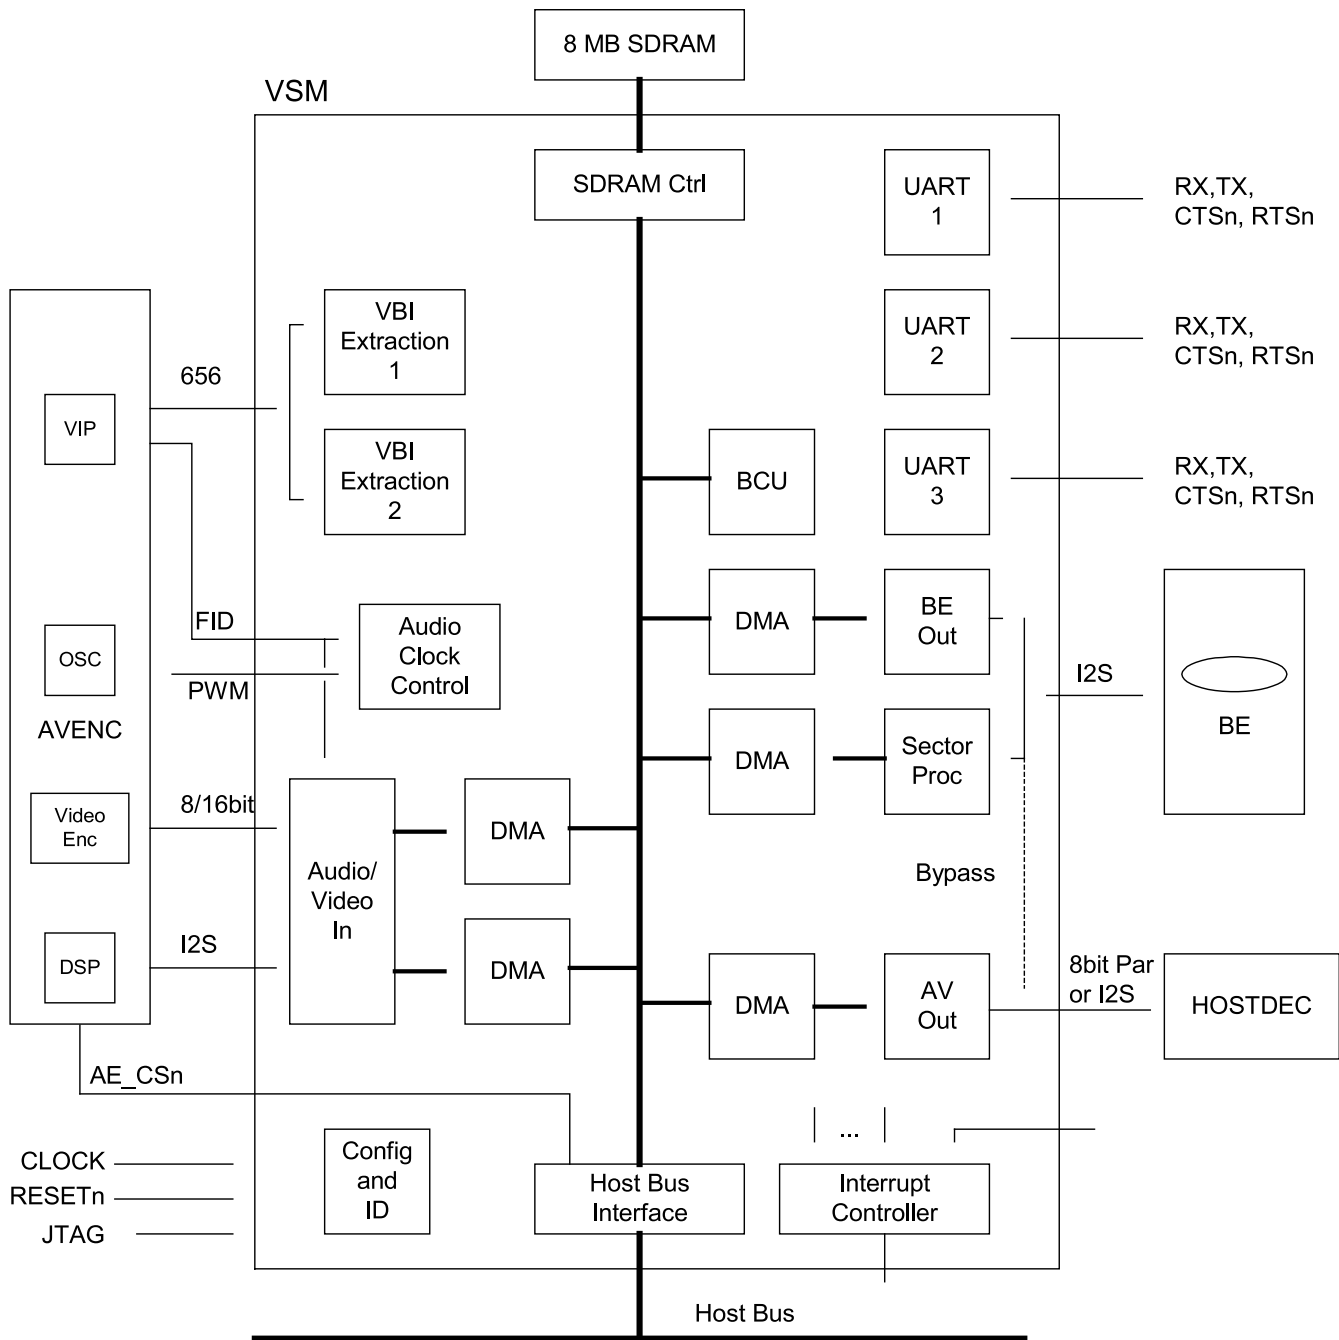 8 MB SDRAM
VSM
SDRAM Ctrl
UART
1
RX,TX,
CTSn, RTSn
VBI
Extraction
1
UART
2
RX,TX,
CTSn, RTSn
656
VIP
VBI
Extraction
2
BCU
UART
3
RX,TX,
CTSn, RTSn
FID
OSC
PWM
AVENC
Audio
Clock
Control
DMA
BE
Out
I2S
BE
DMA
Sector
Proc
Video
Enc
8/16bit
Audio/
Video
In
DMA
Bypass
DSP
I2S
DMA
DMA
AV
Out
8bit Par
or I2S
HOSTDEC
AE_CSn
...
CLOCK
RESETn
JTAG
Config
and
ID
Host Bus
Interface
Interrupt
Controller
Host Bus